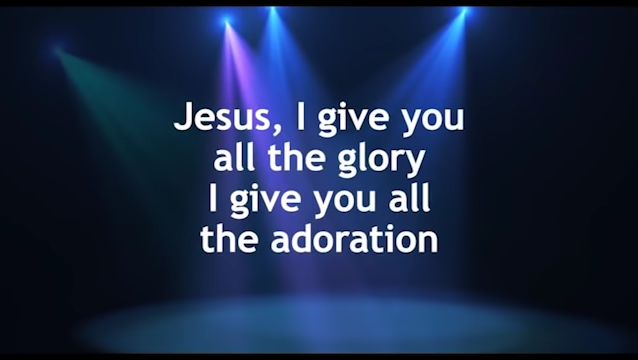 Jesus, I give you
all the glory
I give you all
the adoration